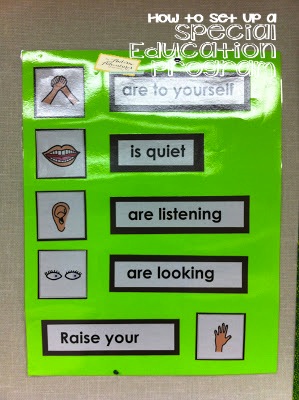 How to Set Up a
Special
Education
Program
are to yourself
is quiet
are listening
are looking
Raise your